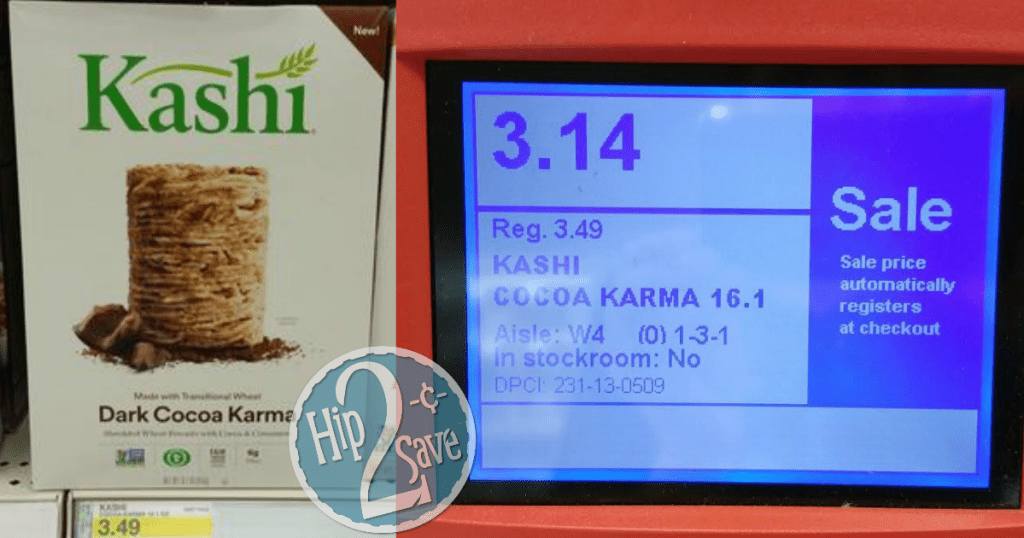 New!
Kashi
Made with Transitional Wheat
Dark Cocoa Karma
KASHI
3.49
Hip
2
Save
3.14
Reg. 3.49
KASHI
COCOA KARMA 16.1
Aisle: W4 (0) 1-3-1
In stockroom: No
DPCI: 231-13-0509
Sale
Sale price
automatically
registers
at checkout